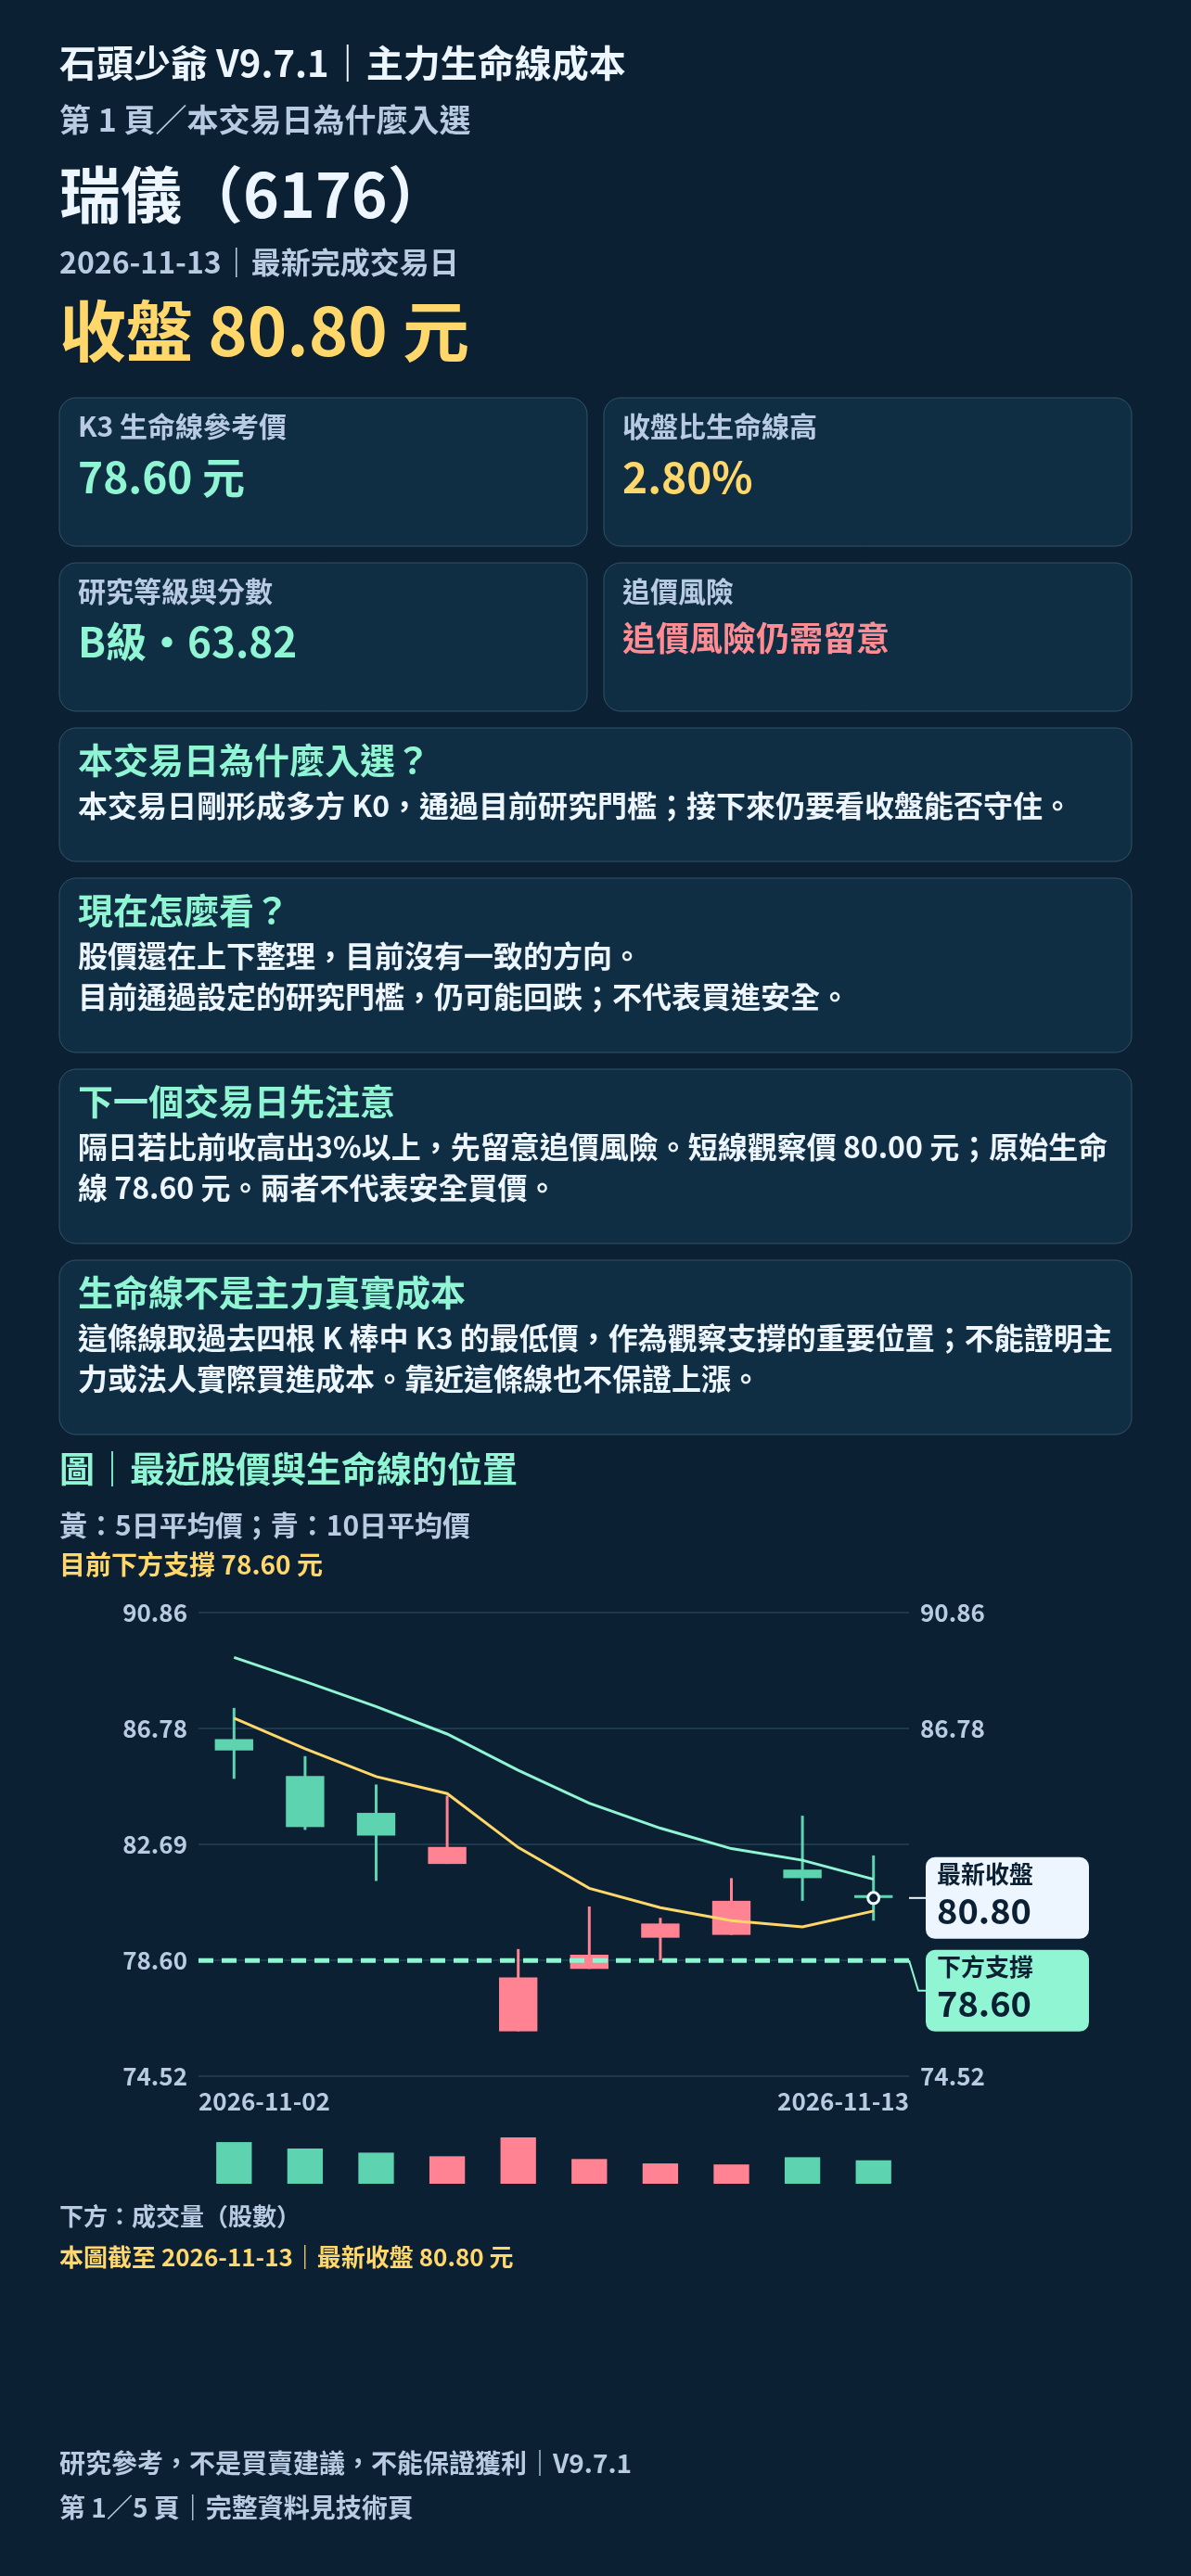 石頭少爺 V9.7.1｜主力生命線成本
第 1 頁／本交易日為什麼入選
瑞儀（6176）
2026-11-13｜最新完成交易日
收盤 80.80 元
K3 生命線參考價
78.60 元
收盤比生命線高
2.80%
研究等級與分數
B級・63.82
追價風險
追價風險仍需留意
本交易日為什麼入選？
本交易日剛形成多方 K0，通過目前研究門檻；接下來仍要看收盤能否守住。
現在怎麼看？
股價還在上下整理，目前沒有一致的方向。
目前通過設定的研究門檻，仍可能回跌；不代表買進安全。
下一個交易日先注意
隔日若比前收高出3%以上，先留意追價風險。短線觀察價 80.00 元；原始生命
線 78.60 元。兩者不代表安全買價。
生命線不是主力真實成本
這條線取過去四根 K 棒中 K3 的最低價，作為觀察支撐的重要位置；不能證明主
力或法人實際買進成本。靠近這條線也不保證上漲。
圖｜最近股價與生命線的位置
黃：5日平均價；青：10日平均價
目前下方支撐 78.60 元
90.86
90.86
86.78
86.78
82.69
最新收盤
80.80
78.60
下方支撐
78.60
74.52
74.52
2026-11-02
2026-11-13
下方：成交量（股數）
本圖截至 2026-11-13｜最新收盤 80.80 元
研究參考，不是買賣建議，不能保證獲利｜V9.7.1
第 1／5 頁｜完整資料見技術頁